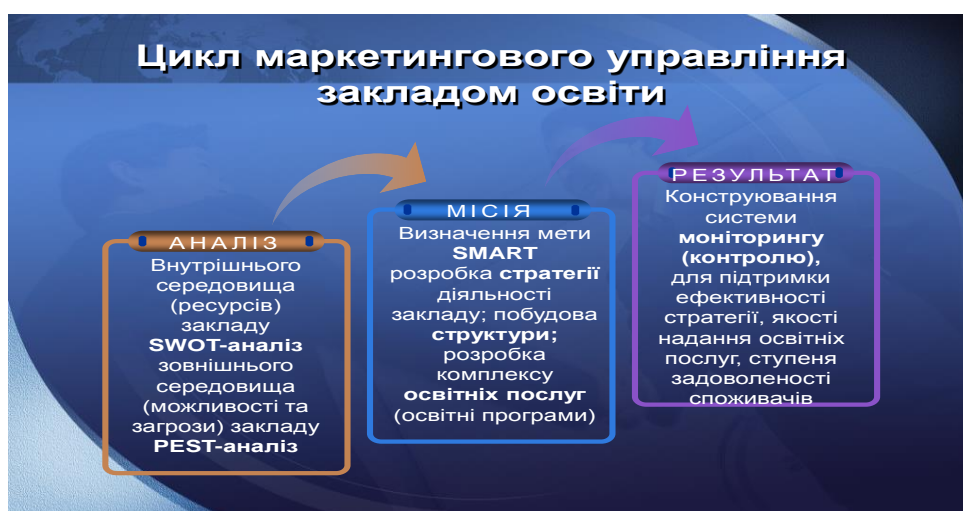 Цикл маркетингового управління
закладом освіти
АНАЛІЗ
Внутрішнього
середовища
(ресурсів)
закладу
SWOT-аналіз
зовнішнього
середовища
(можливості та
загрози) закладу
PEST-аналіз
МІСІЯ
Визначення мети
SMART
розробка стратегії
діяльності
закладу; побудова
структури;
розробка
комплексу
освітніх послуг
(освітні програми)
РЕЗУЛЬТАТ
Конструювання
системи
моніторингу
(контролю),
для підтримки
ефективності
стратегії, якості
надання освітніх
послуг, ступеня
задоволеності
споживачів